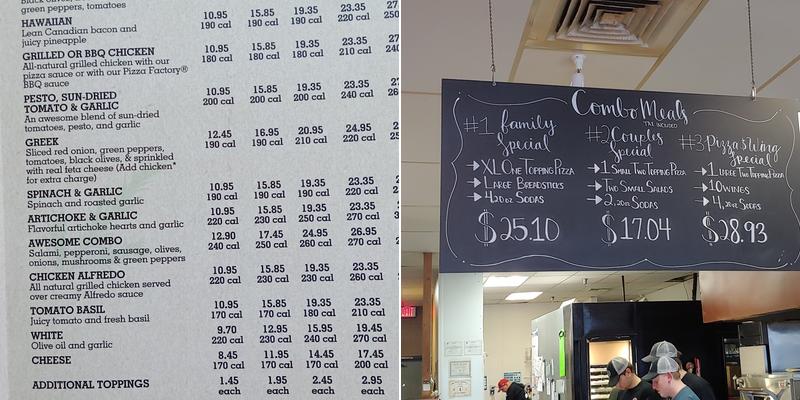 green peppers, tomatoes
HAWAIIAN 10.95 15.85 19.35 23.35
Lean Canadian bacon and 190 cal 190 cal 190 cal 220 cal
juicy pineapple
GRILLED OR BBQ CHICKEN 10.95 15.85 19.35 23.35
All-natural grilled chicken with our 180 cal 180 cal 180 cal 210 cal
pizza sauce or with our Pizza Factory®
BBQ sauce
PESTO, SUN-DRIED 10.95 15.85 19.35 23.35
TOMATO & GARLIC 200 cal 200 cal 200 cal 240 cal
An awesome blend of sun-dried
tomatoes, pesto, and garlic
GREEK 12.45 16.95 20.95 24.95
Sliced red onion, green peppers, 190 cal 190 cal 210 cal 220 cal
tomatoes, black olives, & sprinkled
with real feta cheese (Add chicken*
for extra charge)
SPINACH & GARLIC 10.95 15.85 19.35 23.35
Spinach and roasted garlic 190 cal 190 cal 190 cal 220 cal
ARTICHOKE & GARLIC 10.95 15.85 19.35 23.35
Flavorful artichoke hearts and garlic 220 cal 230 cal 250 cal 270 cal
AWESOME COMBO 12.90 17.45 24.95 26.95
Salami, pepperoni, sausage, olives, 240 cal 250 cal 260 cal 270 cal
onions, mushrooms & green peppers
CHICKEN ALFREDO 10.95 15.85 19.35 23.35
All natural grilled chicken served 220 cal 230 cal 230 cal 260 cal
over creamy Alfredo sauce
TOMATO BASIL 10.95 15.85 19.35 23.35
Juicy tomato and fresh basil 170 cal 170 cal 180 cal 210 cal
WHITE 9.70 12.95 15.95 19.45
Olive oil and garlic 220 cal 230 cal 240 cal 270 cal
CHEESE 8.45 11.95 14.45 17.45
170 cal 170 cal 170 cal 200 cal
ADDITIONAL TOPPINGS 1.45 1.95 2.45 2.95
each each each each
Combo Meals
TAX INCLUDED
#1 family
Special
XL One Topping Pizza
Large Breadsticks
4 20oz Sodas
$25.10
#2 Couples
Special
1 Small Two Topping Pizza
Two Small Salads
2, 20oz Sodas
$17.04
#3 Pizza & Wing
Special
1 Large Two Topping Pizza
10 Wings
4, 20oz Sodas
$28.93